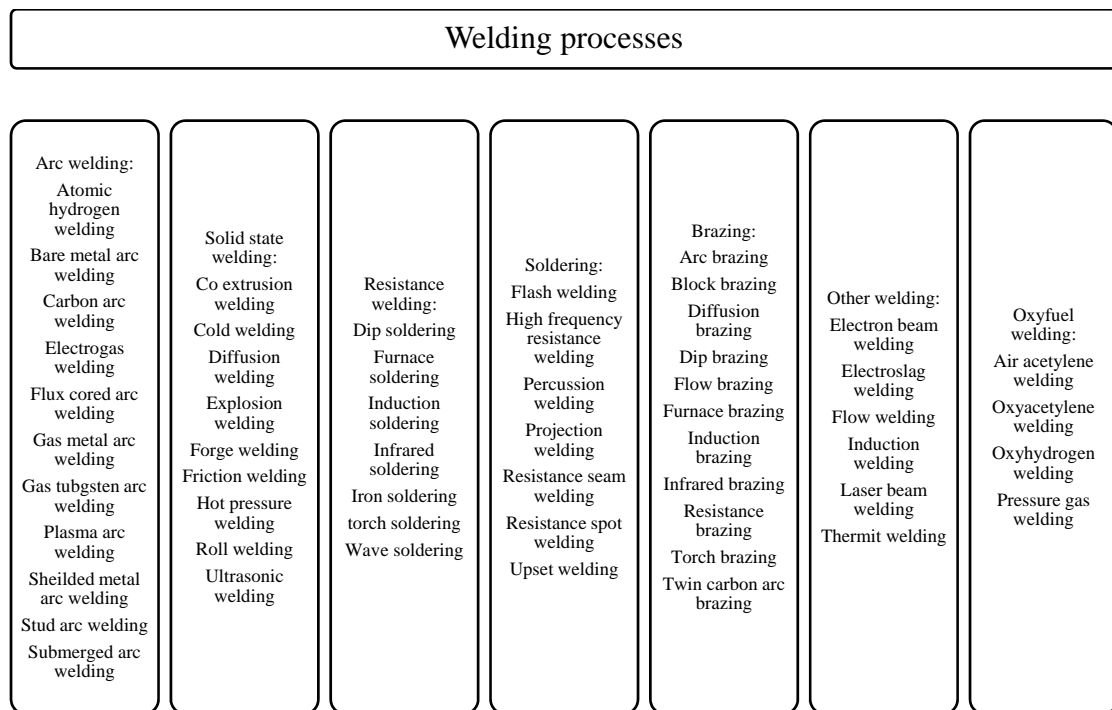 Welding processes
Arc welding:
Atomic
hydrogen
welding
Bare metal arc
welding
Carbon arc
welding
Electrogas
welding
Flux cored arc
welding
Gas metal arc
welding
Gas tubgsten arc
welding
Plasma arc
welding
Sheilded metal
arc welding
Stud arc welding
Submerged arc
welding
Solid state
welding:
Co extrusion
welding
Cold welding
Diffusion
welding
Explosion
welding
Forge welding
Friction welding
Hot pressure
welding
Roll welding
Ultrasonic
welding
Resistance
welding:
Dip soldering
Furnace
soldering
Induction
soldering
Infrared
soldering
Iron soldering
torch soldering
Wave soldering
Soldering:
Flash welding
High frequency
resistance
welding
Percussion
welding
Projection
welding
Resistance seam
welding
Resistance spot
welding
Upset welding
Brazing:
Arc brazing
Block brazing
Diffusion
brazing
Dip brazing
Flow brazing
Furnace brazing
Induction
brazing
Infrared brazing
Resistance
brazing
Torch brazing
Twin carbon arc
brazing
Other welding:
Electron beam
welding
Electroslag
welding
Flow welding
Induction
welding
Laser beam
welding
Thermit welding
Oxyfuel
welding:
Air acetylene
welding
Oxyacetylene
welding
Oxyhydrogen
welding
Pressure gas
welding